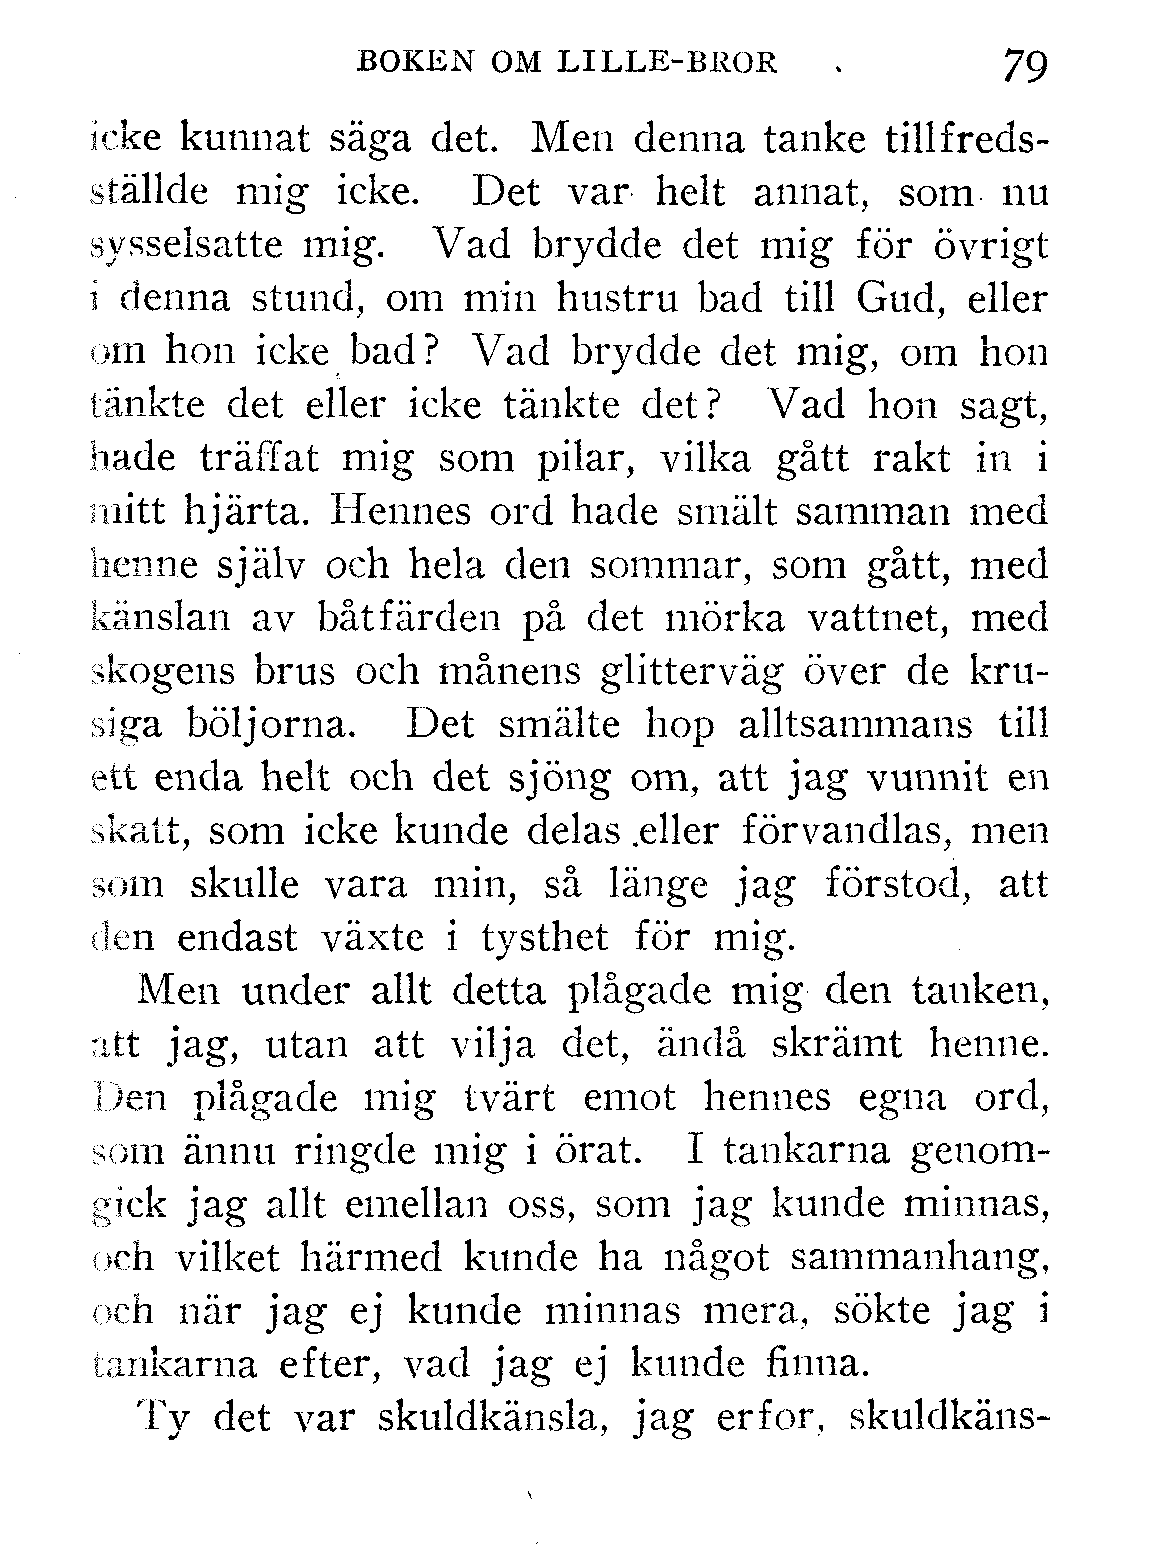 BOKEN OM LILLE-BROR 79
icke kunnat säga det. Men denna tanke tillfreds-
ställde mig icke. Det var helt annat, som nu
sysselsatte mig. Vad brydde det mig för övrigt
i denna stund, om min hustru bad till Gud, eller
om hon icke bad? Vad brydde det mig, om hon
tänkte det eller icke tänkte det? Vad hon sagt,
hade träffat mig som pilar, vilka gått rakt in i
mitt hjärta. Hennes ord hade smält samman med
henne själv och hela den sommar, som gått, med
känslan av båtfärden på det mörka vattnet, med
skogens brus och månens glitterväg över de kru-
siga böljorna. Det smälte hop alltsammans till
ett enda helt och det sjöng om, att jag vunnit en
skatt, som icke kunde delas eller förvandlas, men
som skulle vara min, så länge jag förstod, att
den endast växte i tysthet för mig.
Men under allt detta plågade mig den tanken,
att jag, utan att vilja det, ändå skrämt henne.
Den plågade mig tvärt emot hennes egna ord,
som ännu ringde mig i örat. I tankarna genom-
gick jag allt emellan oss, som jag kunde minnas,
och vilket härmed kunde ha något sammanhang,
och när jag ej kunde minnas mera, sökte jag i
tankarna efter, vad jag ej kunde finna.
Ty det var skuldkänsla, jag erfor, skuldkäns-